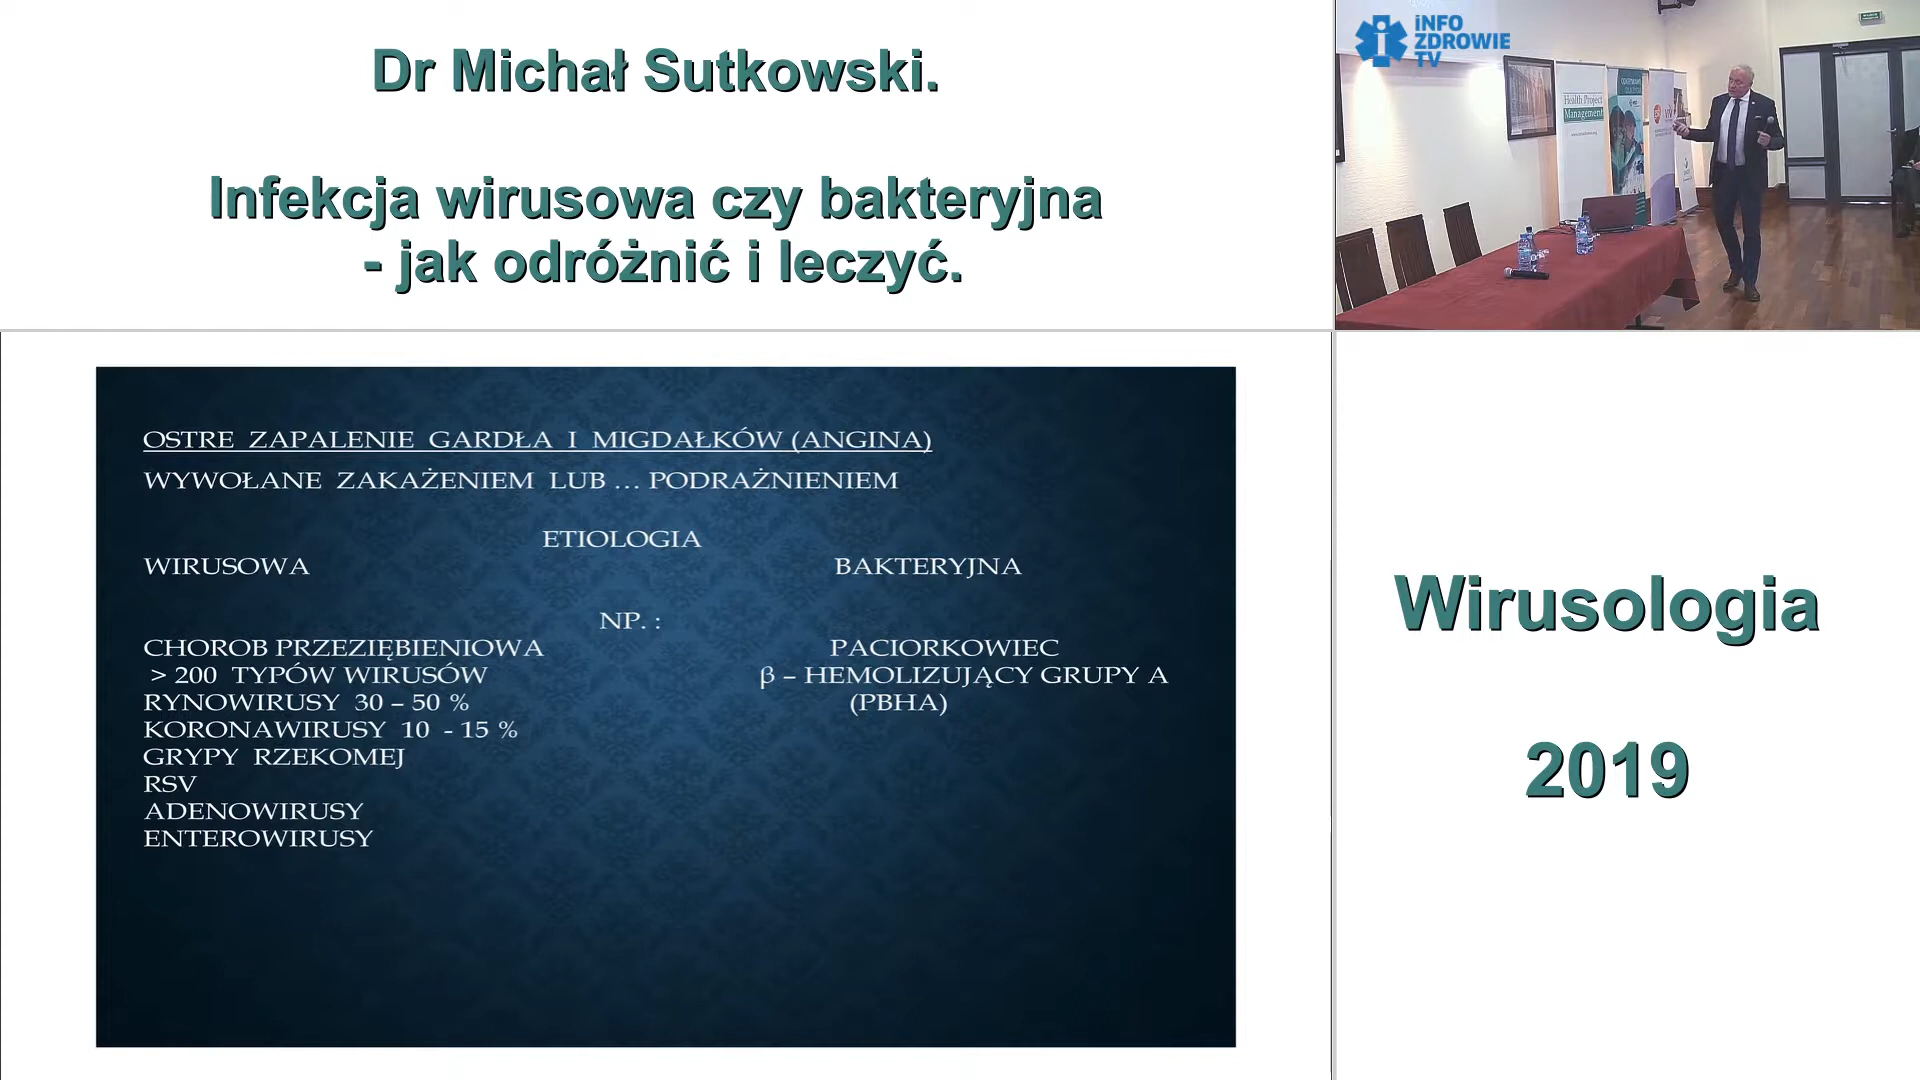 Dr Michał Sutkowski.
Infekcja wirusowa czy bakteryjna
- jak odróżnić i leczyć.
iNFO
ZDROWIE
TV
Health Project
Management
OSTRE ZAPALENIE GARDŁA I MIGDAŁKÓW (ANGINA)
WYWOŁANE ZAKAŻENIEM LUB ... PODRAŻNIENIEM
ETIOLOGIA
WIRUSOWA BAKTERYJNA
NP. :
CHOROB PRZEZIĘBIENIOWA PACIORKOWIEC
> 200 TYPÓW WIRUSÓW β – HEMOLIZUJĄCY GRUPY A
RYNOWIRUSY 30 – 50 % (PBHA)
KORONAWIRUSY 10 - 15 %
GRYPY RZEKOMEJ
RSV
ADENOWIRUSY
ENTEROWIRUSY
Wirusologia
2019